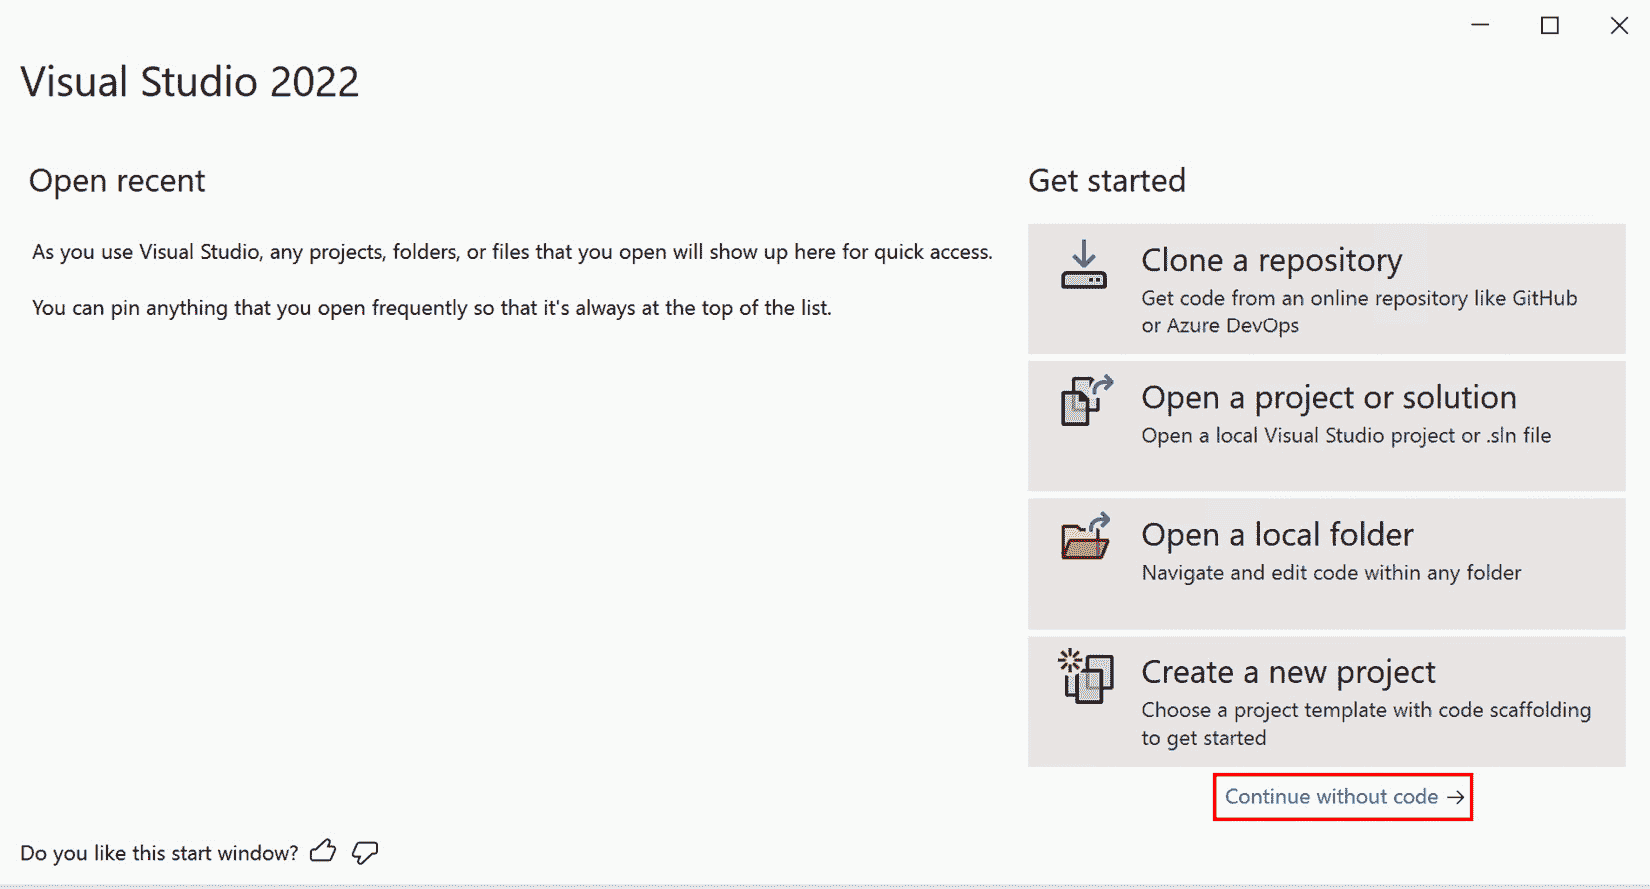 Visual Studio 2022
Open recent
As you use Visual Studio, any projects, folders, or files that you open will show up here for quick access.
You can pin anything that you open frequently so that it's always at the top of the list.
Get started
Clone a repository
Get code from an online repository like GitHub
or Azure DevOps
Open a project or solution
Open a local Visual Studio project or .sln file
Open a local folder
Navigate and edit code within any folder
Create a new project
Choose a project template with code scaffolding
to get started
Continue without code →
Do you like this start window?